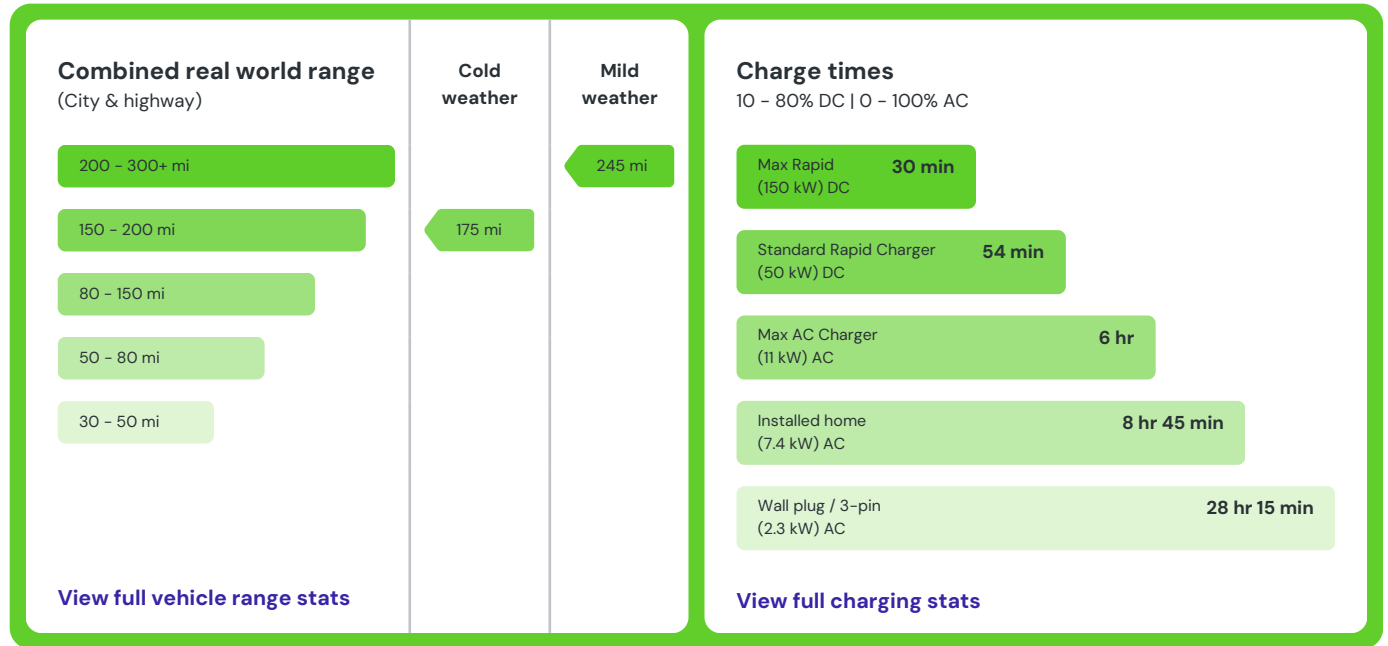 Combined real world range
(City & highway)
Cold
weather
Mild
weather
200 - 300+ mi
245 mi
150 - 200 mi
175 mi
80 - 150 mi
50 - 80 mi
30 - 50 mi
View full vehicle range stats
Charge times
10 - 80% DC | 0 - 100% AC
Max Rapid
(150 kW) DC
30 min
Standard Rapid Charger
(50 kW) DC
54 min
Max AC Charger
(11 kW) AC
6 hr
Installed home
(7.4 kW) AC
8 hr 45 min
Wall plug / 3-pin
(2.3 kW) AC
28 hr 15 min
View full charging stats